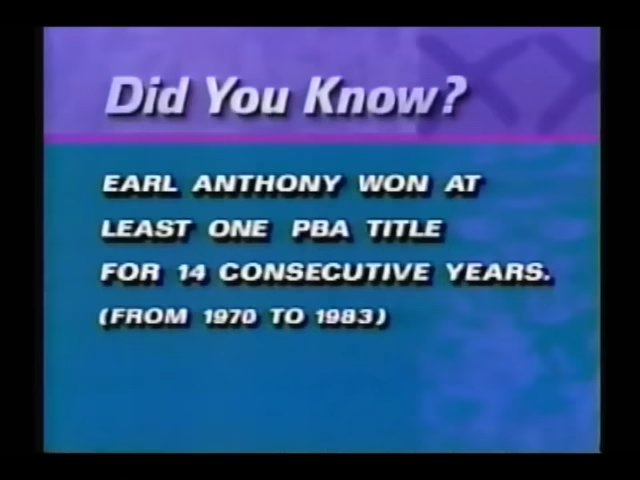 Did You Know?
EARL ANTHONY WON AT
LEAST ONE PBA TITLE
FOR 14 CONSECUTIVE YEARS.
(FROM 1970 TO 1983)